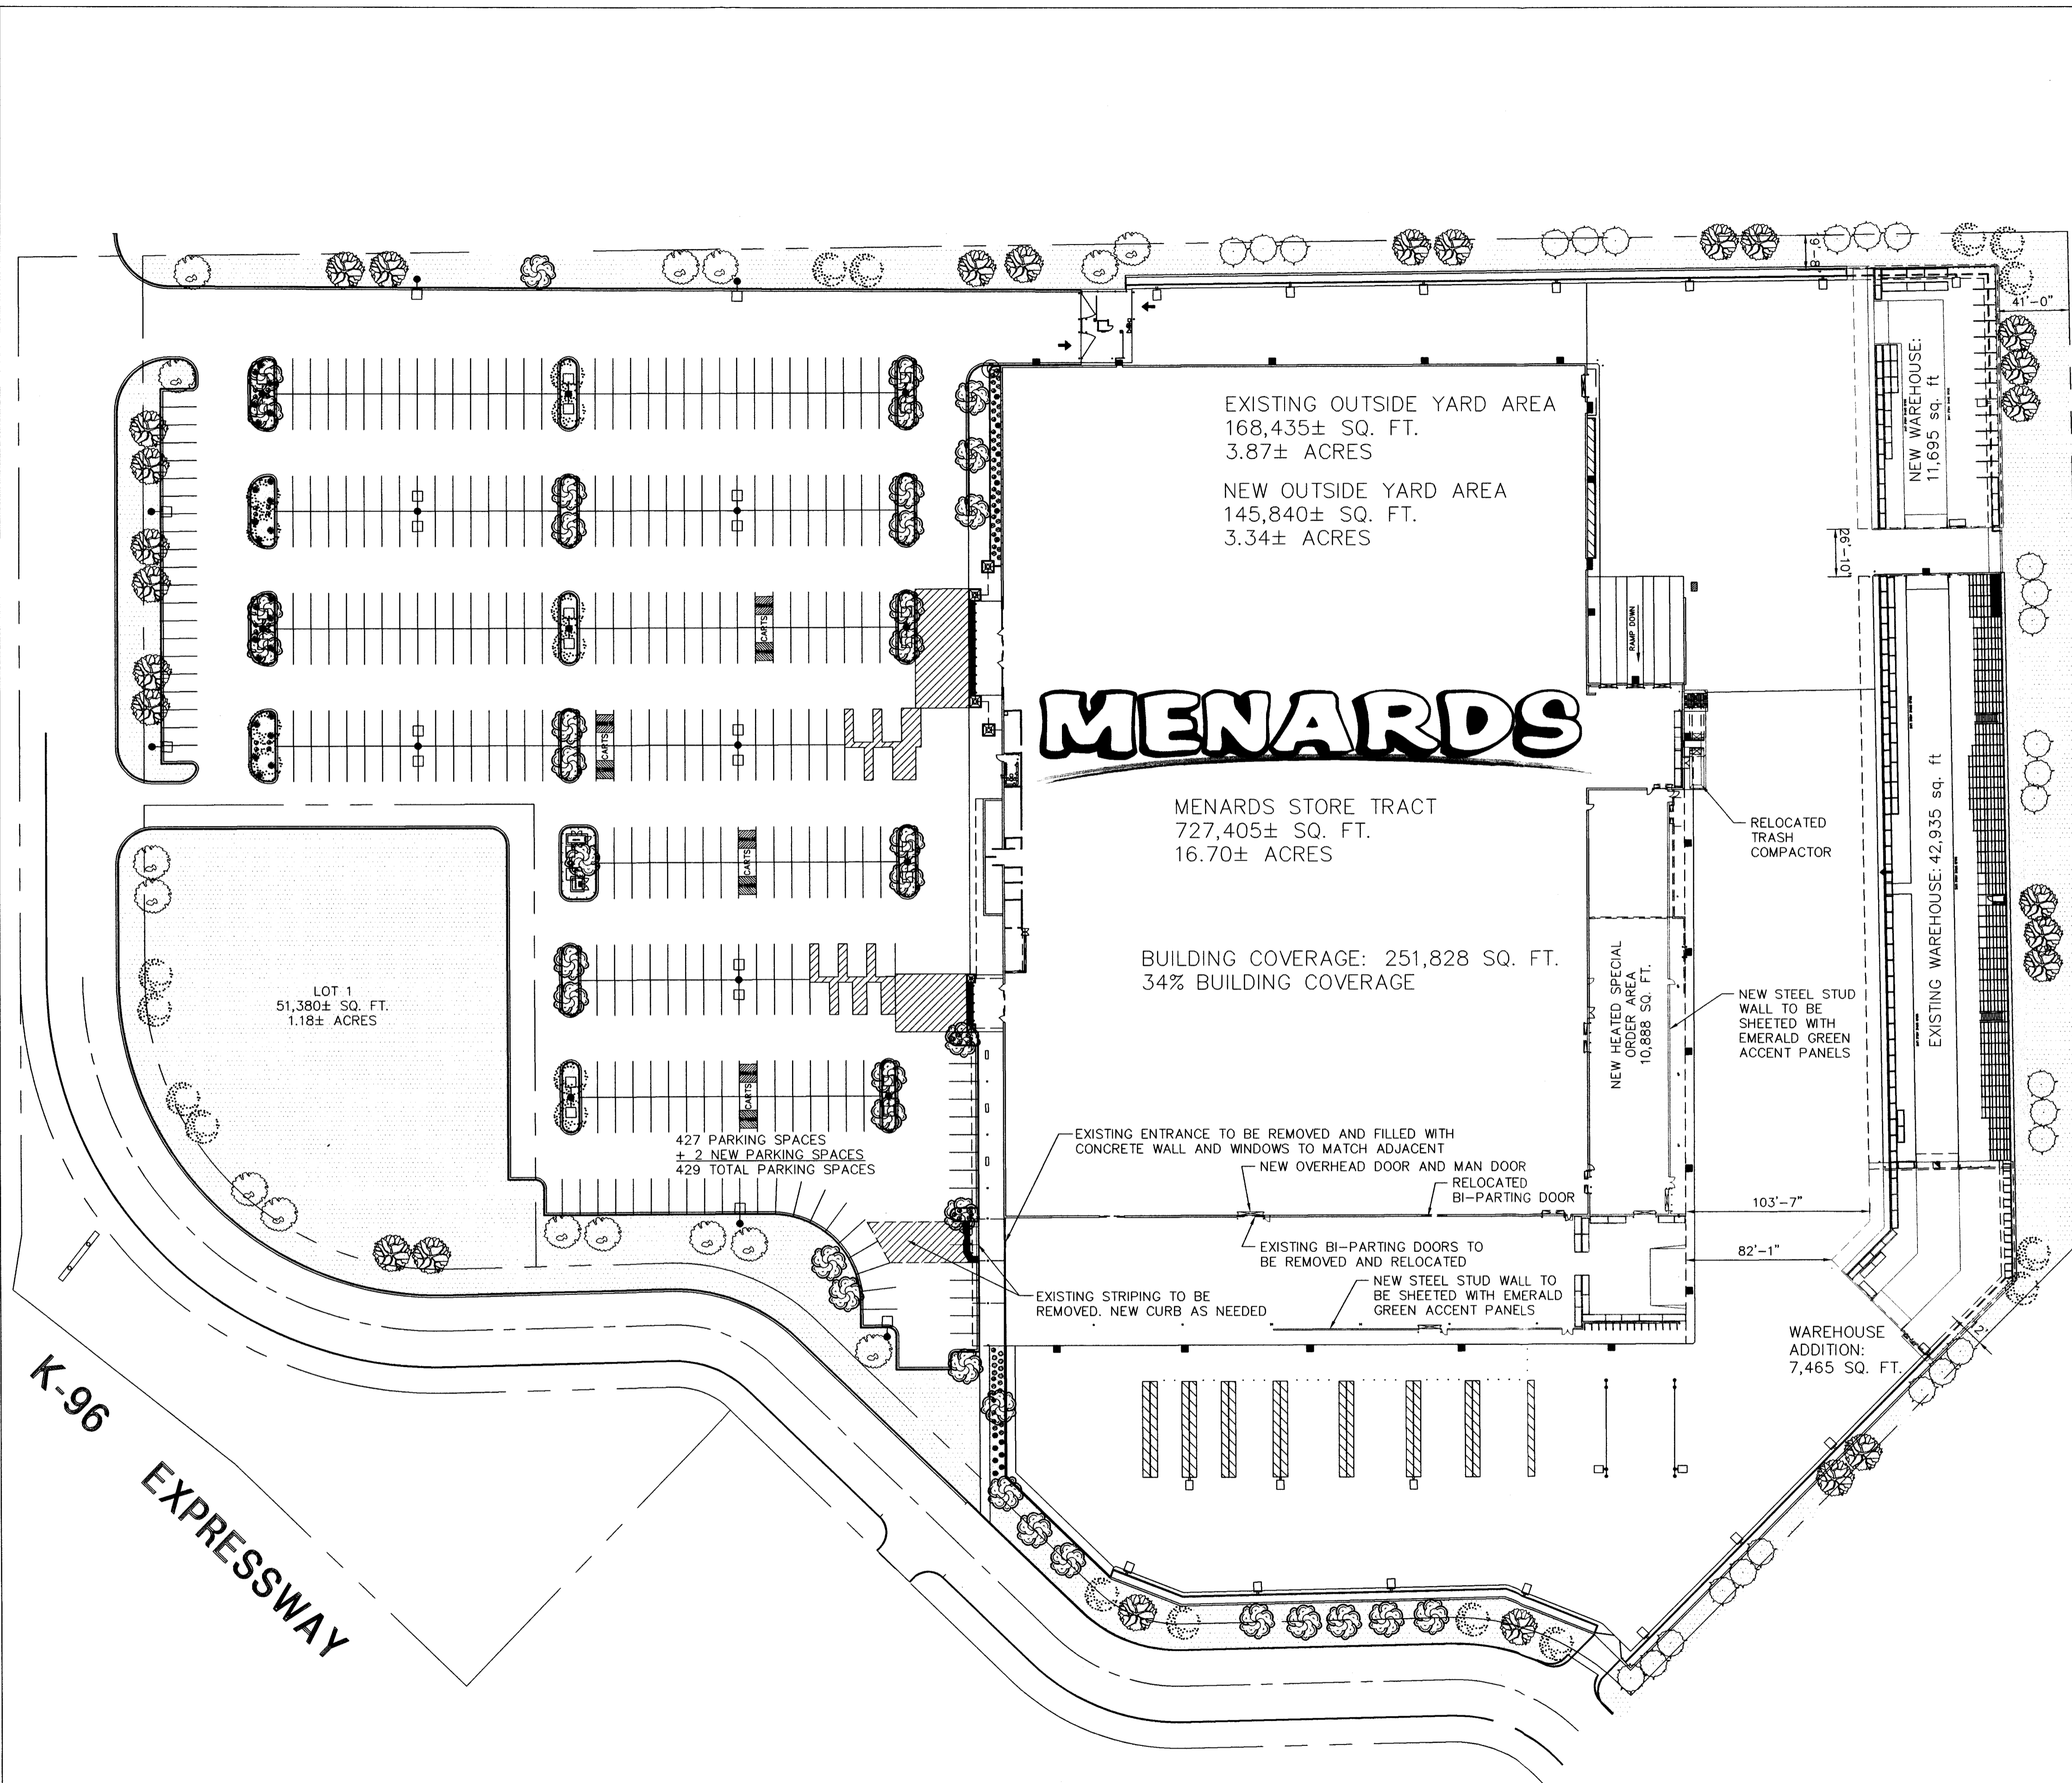 8'-9"
41'-0"
EXISTING OUTSIDE YARD AREA
168,435± SQ. FT.
3.87± ACRES
NEW OUTSIDE YARD AREA
145,840± SQ. FT.
3.34± ACRES
NEW WAREHOUSE:
11,695 sq. ft
26'-10"
RAMP DOWN
CARTS
CARTS
CARTS
CARTS
MENARDS
MENARDS STORE TRACT
727,405± SQ. FT.
16.70± ACRES
RELOCATED
TRASH
COMPACTOR
EXISTING WAREHOUSE: 42,935 sq. ft
BUILDING COVERAGE: 251,828 SQ. FT.
34% BUILDING COVERAGE
NEW HEATED SPECIAL
ORDER AREA
10,888 SQ. FT.
NEW STEEL STUD
WALL TO BE
SHEETED WITH
EMERALD GREEN
ACCENT PANELS
LOT 1
51,380± SQ. FT.
1.18± ACRES
427 PARKING SPACES
+ 2 NEW PARKING SPACES
429 TOTAL PARKING SPACES
EXISTING ENTRANCE TO BE REMOVED AND FILLED WITH
CONCRETE WALL AND WINDOWS TO MATCH ADJACENT
NEW OVERHEAD DOOR AND MAN DOOR
RELOCATED
BI-PARTING DOOR
103'-7"
82'-1"
EXISTING BI-PARTING DOORS TO
BE REMOVED AND RELOCATED
NEW STEEL STUD WALL TO
BE SHEETED WITH EMERALD
GREEN ACCENT PANELS
EXISTING STRIPING TO BE
REMOVED. NEW CURB AS NEEDED
WAREHOUSE
ADDITION:
7,465 SQ. FT.
K-96
EXPRESSWAY